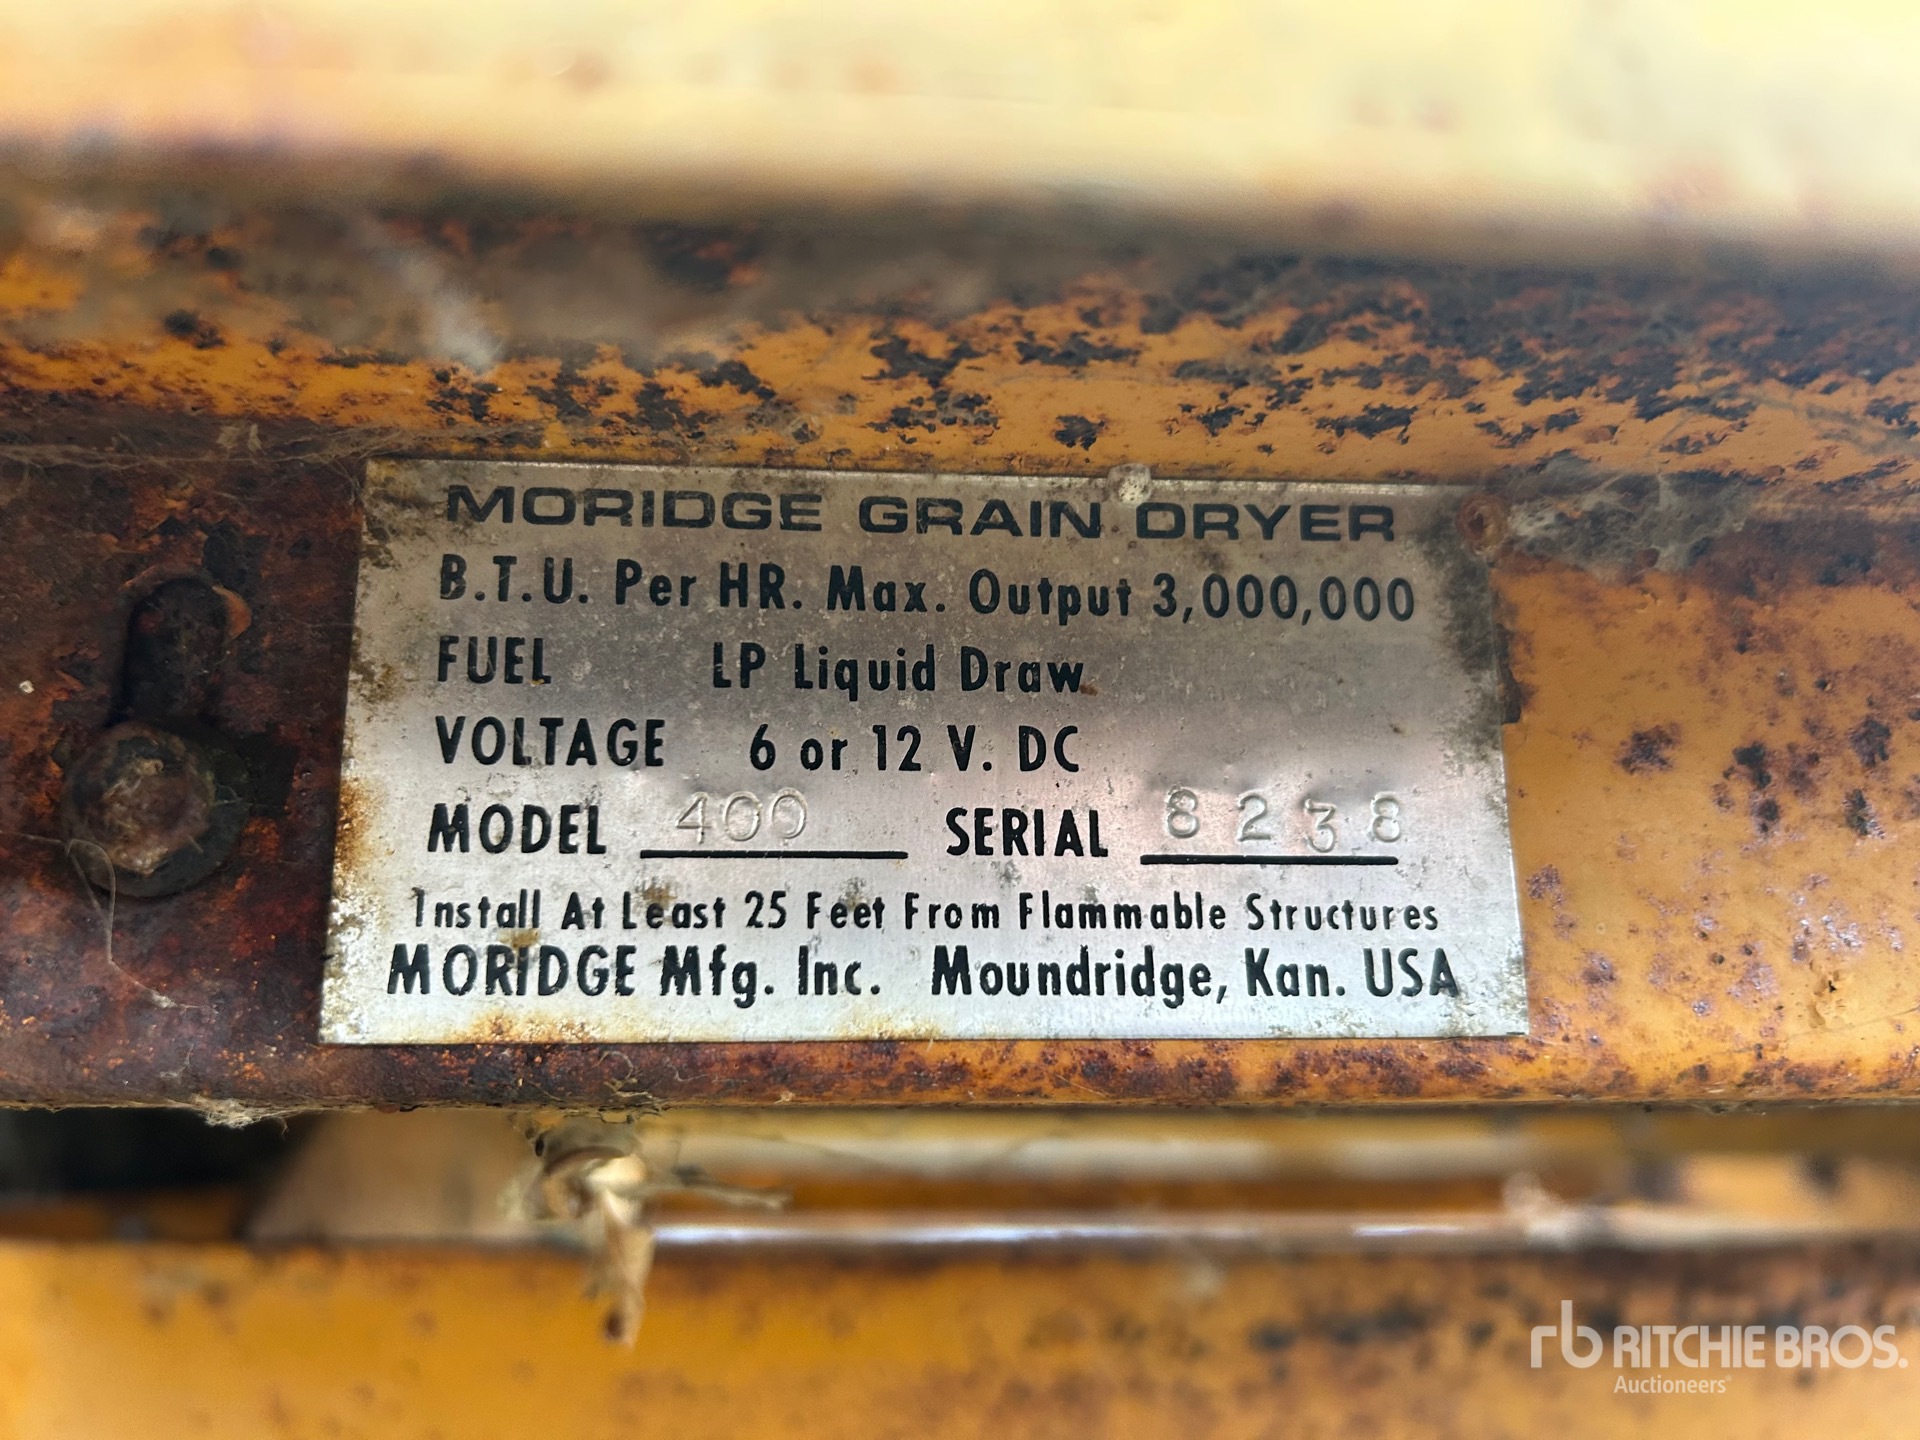 MORIDGE GRAIN DRYER
B.T.U. Per HR. Max. Output 3,000,000
FUEL LP Liquid Draw
VOLTAGE 6 or 12 V. DC
MODEL 400 SERIAL 8238
Install At Least 25 Feet From Flammable Structures
MORIDGE Mfg. Inc. Moundridge, Kan. USA
rb RITCHIE BROS.
Auctioneers